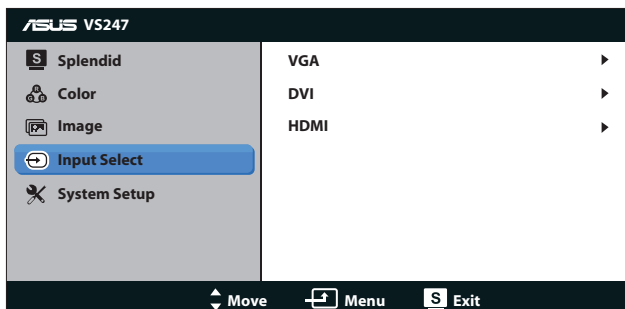 ASUS VS247
S Splendid
Color
Image
Input Select
System Setup
VGA
DVI
HDMI
Move Menu S Exit